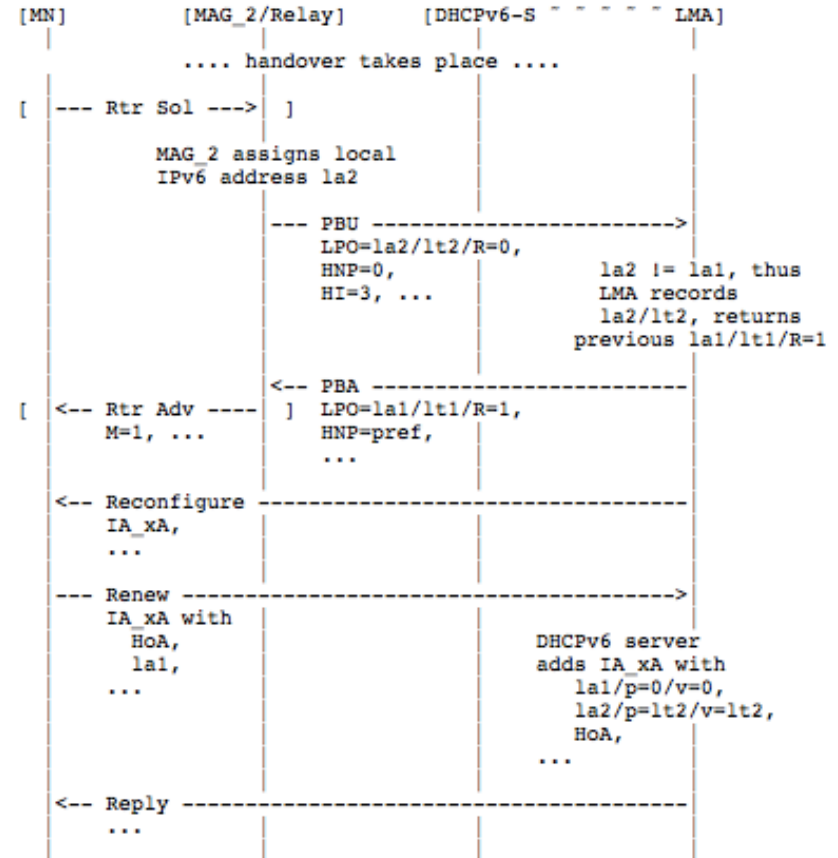 [MN] [MAG_2/Relay] [DHCPv6-S ~ ~ ~ ~ ~ LMA]
.... handover takes place ....
[ |--- Rtr Sol --->| ]
MAG_2 assigns local
IPv6 address la2
--- PBU ------------------------->
LPO=la2/lt2/R=0,
HNP=0, la2 != la1, thus
HI=3, ... LMA records
la2/lt2, returns
previous la1/lt1/R=1
<-- PBA --------------------------
[ |<-- Rtr Adv ----| ] LPO=la1/lt1/R=1,
M=1, ... HNP=pref,
...
<-- Reconfigure ----------------------------------
IA_xA,
...
--- Renew --------------------------------------->
IA_xA with
HoA, DHCPv6 server
la1, adds IA_xA with
... la1/p=0/v=0,
la2/p=lt2/v=lt2,
HoA,
...
<-- Reply ----------------------------------------
...